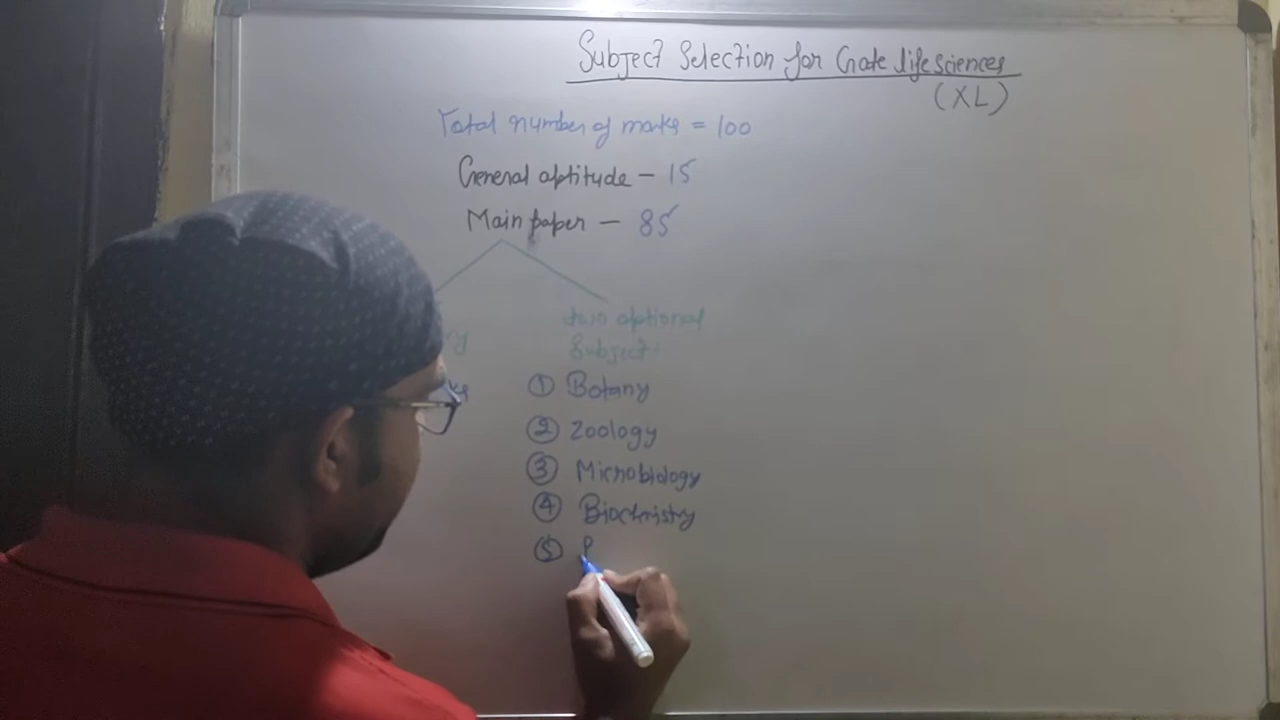 Subject Selection for Gate life sciences
(XL)
Total number of marks = 100
General aptitude - 15
Main paper - 85
two optional
Subject
① Botany
② Zoology
③ Microbiology
④ Biochmistry
⑤